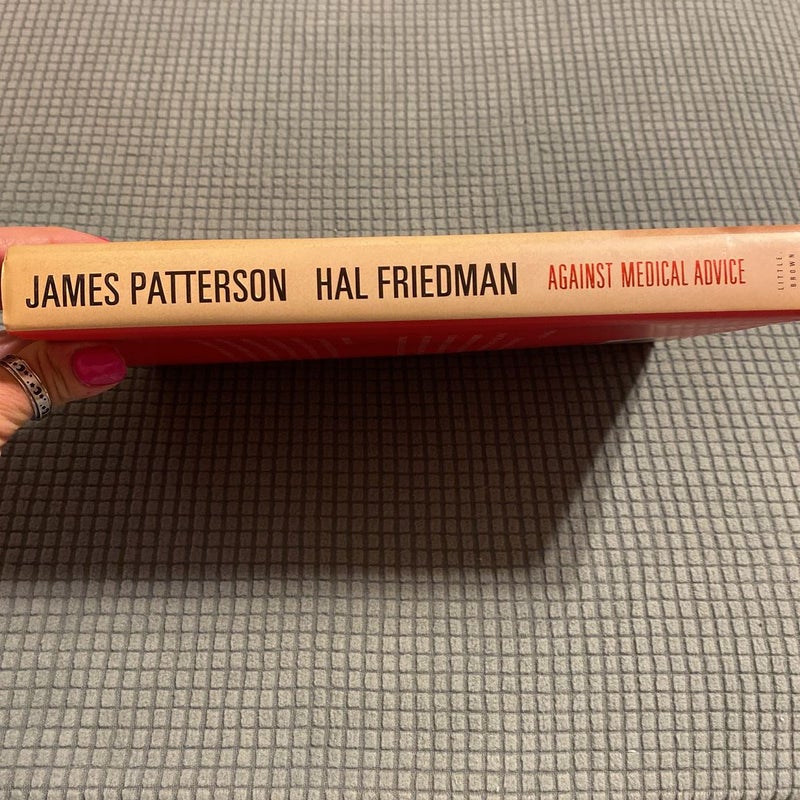 JAMES PATTERSON HAL FRIEDMAN AGAINST MEDICAL ADVICE
LITTLE
BROWN